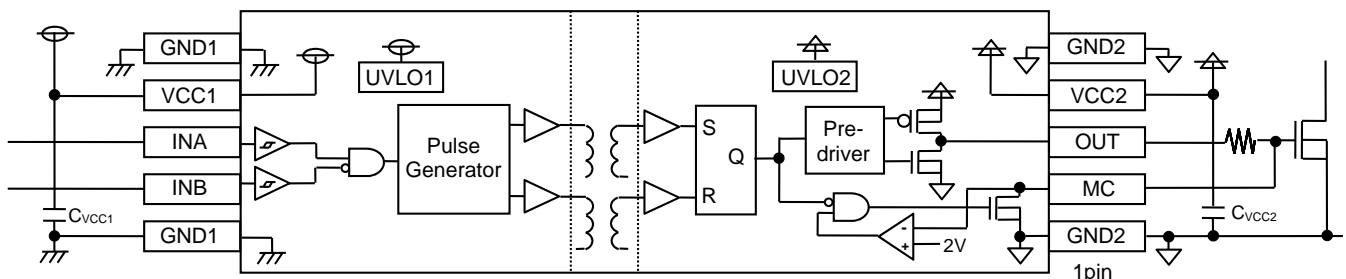 GND1
VCC1
INA
INB
GND1
CVCC1
UVLO1
Pulse
Generator
S
R
Q
UVLO2
Pre-
driver
-
+
2V
GND2
VCC2
OUT
MC
GND2
1pin
CVCC2